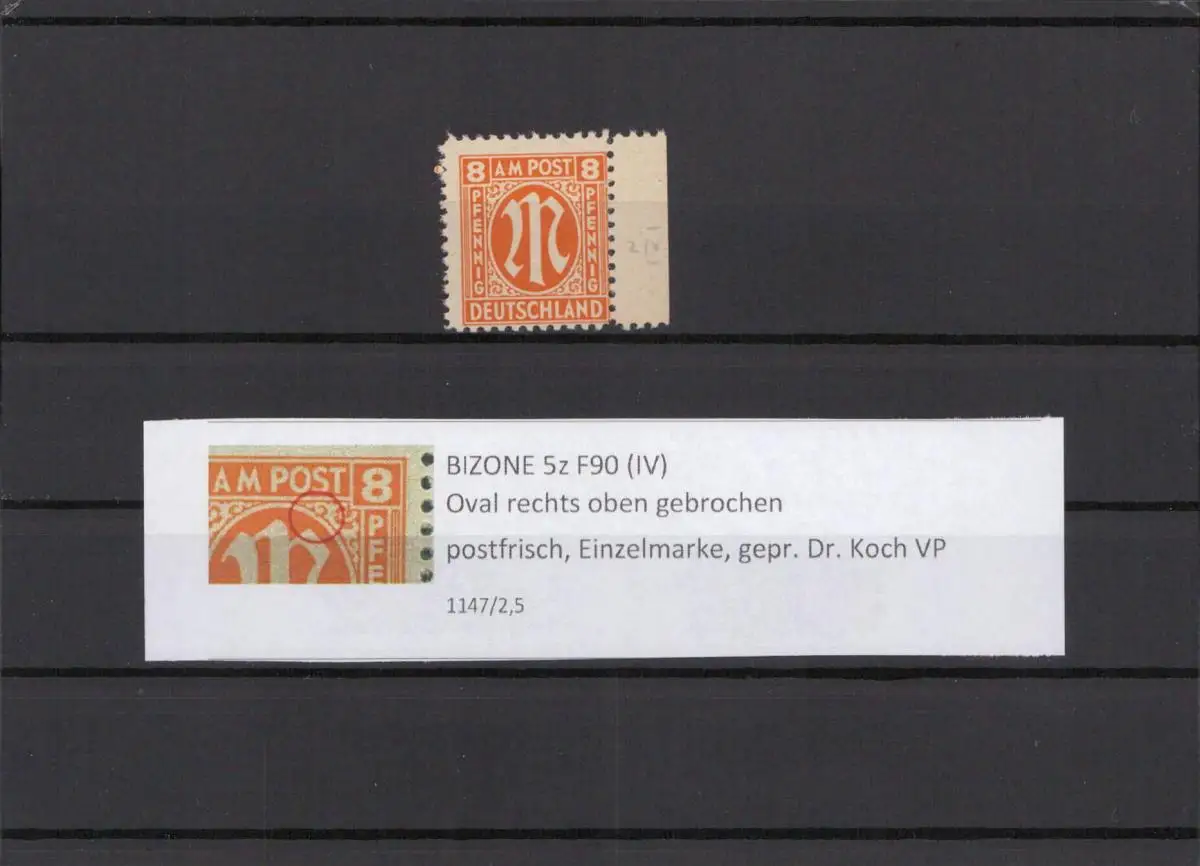 8 AM POST 8
PFENNIG PFENNIG
DEUTSCHLAND
AM POST 8
PFE
BIZONE 5z F90 (IV)
Oval rechts oben gebrochen
postfrisch, Einzelmarke, gepr. Dr. Koch VP
1147/2,5